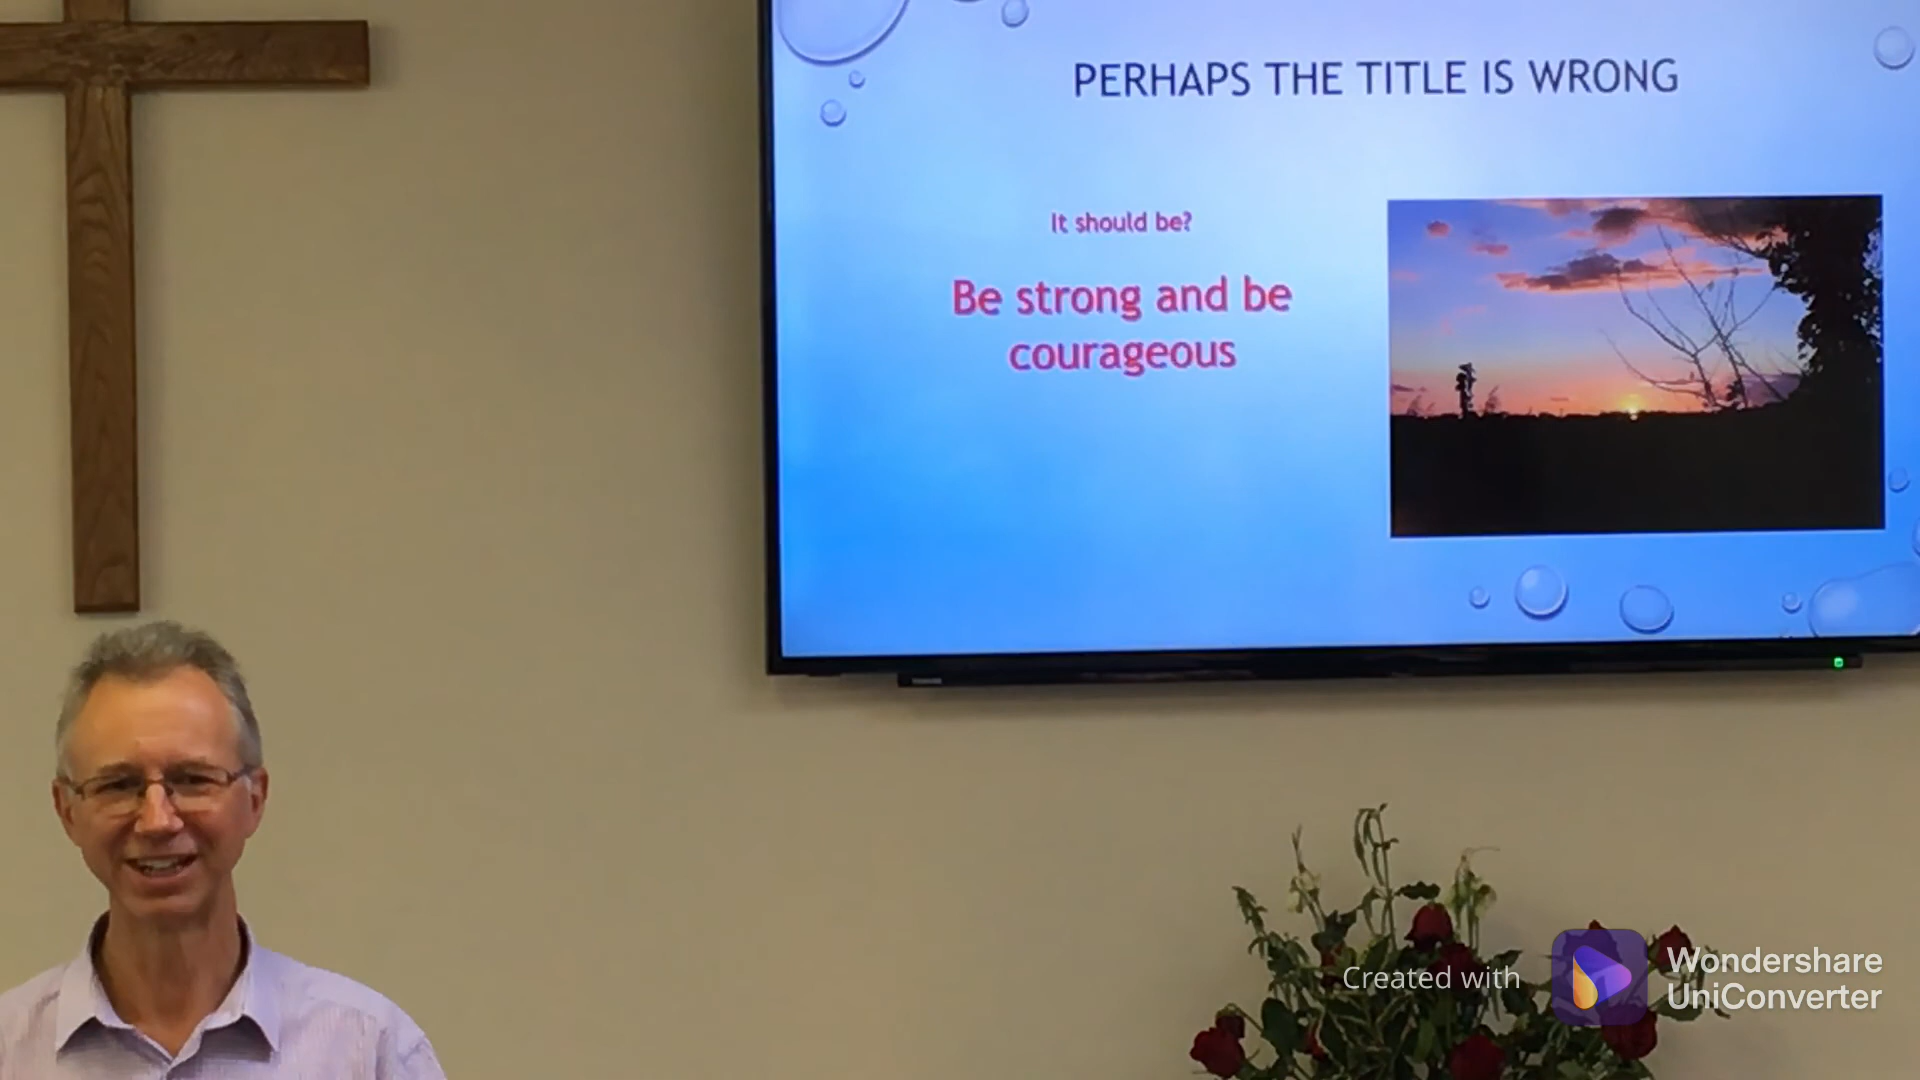 PERHAPS THE TITLE IS WRONG
It should be?
Be strong and be
courageous
Created with
Wondershare
UniConverter